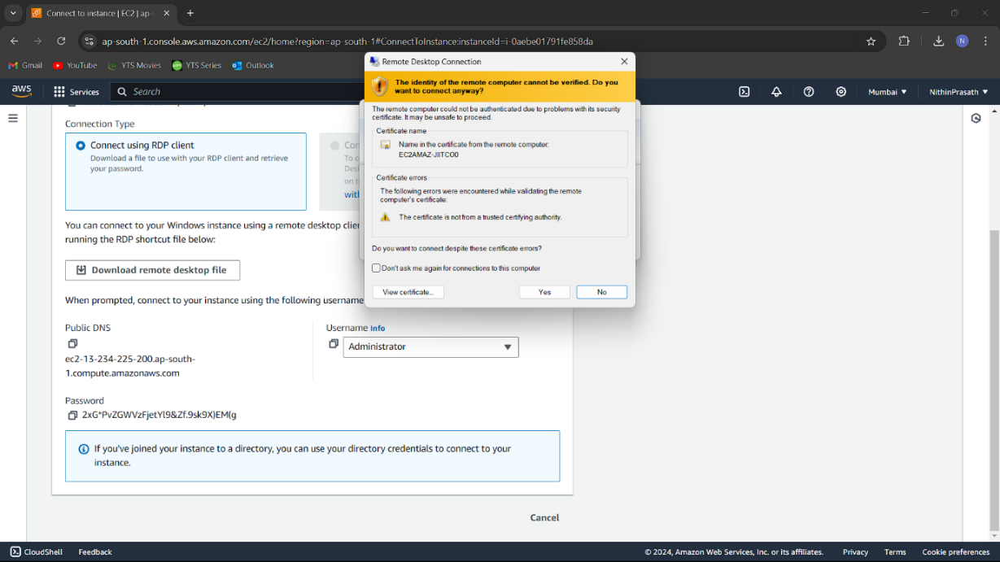 Connect to instance | EC2 | ap-s
ap-south-1.console.aws.amazon.com/ec2/home?region=ap-south-1#ConnectToInstance:instanceId=i-0aebe01791fe858da
N
Gmail
YouTube
YTS Movies
YTS Series
Outlook
aws
Services
Search
Mumbai
NithinPrasath
Connection Type
Connect using RDP client
Download a file to use with your RDP client and retrieve
your password.
Con
To c
Desk
on t
with
You can connect to your Windows instance using a remote desktop clie
running the RDP shortcut file below:
Download remote desktop file
When prompted, connect to your instance using the following username
Public DNS
ec2-13-234-225-200.ap-south-
1.compute.amazonaws.com
Username Info
Administrator
Password
2xG*PvZGWVzFjetYl9&Zf.9sk9X)EM(g
If you've joined your instance to a directory, you can use your directory credentials to connect to your
instance.
Cancel
Remote Desktop Connection
The identity of the remote computer cannot be verified. Do you
want to connect anyway?
The remote computer could not be authenticated due to problems with its security
certificate. It may be unsafe to proceed.
Certificate name
Name in the certificate from the remote computer:
EC2AMAZ-JIITCO0
Certificate errors
The following errors were encountered while validating the remote
computer's certificate:
The certificate is not from a trusted certifying authority.
Do you want to connect despite these certificate errors?
Don't ask me again for connections to this computer
View certificate...
Yes
No
CloudShell
Feedback
© 2024, Amazon Web Services, Inc. or its affiliates.
Privacy
Terms
Cookie preferences